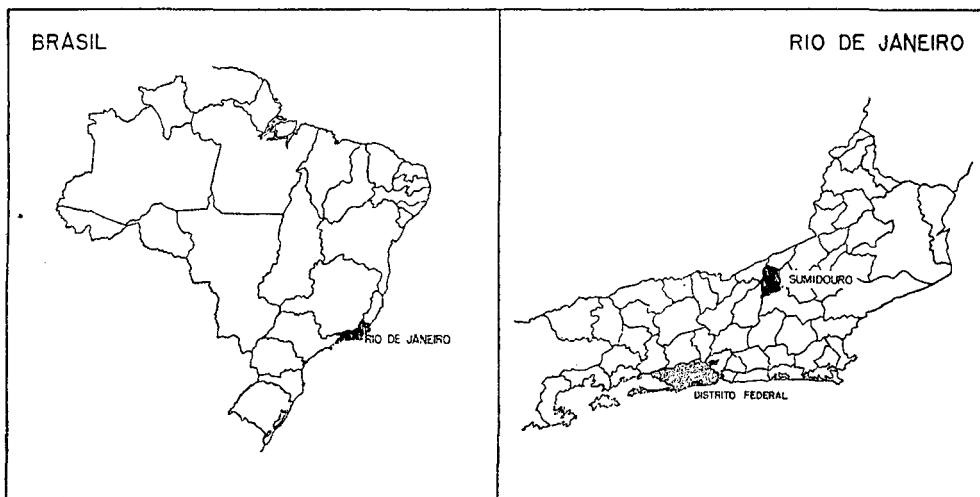 BRASIL
RIO DE JANEIRO
RIO DE JANEIRO
SUMIDOURO
DISTRITO FEDERAL